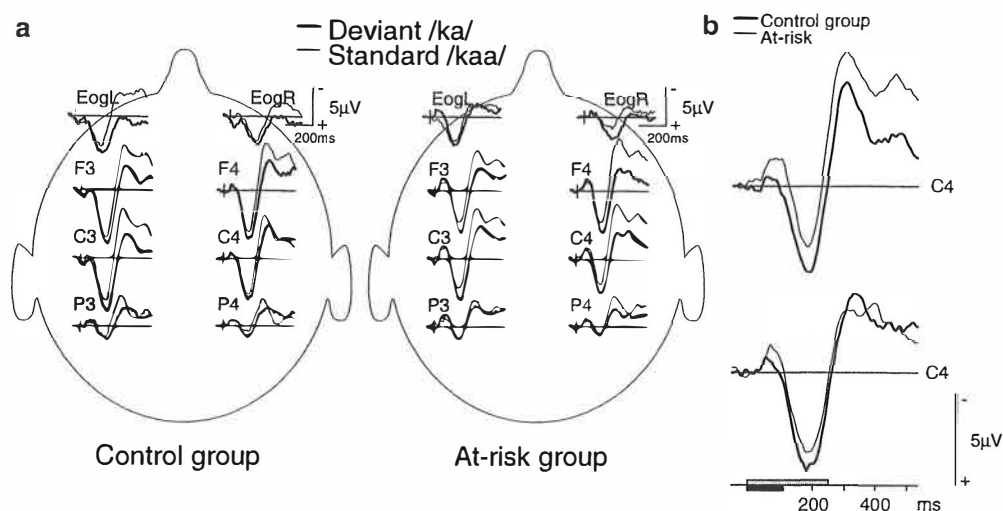 a
Deviant /ka/
Standard /kaa/
EogL
EogR
-
5µV
+
200ms
F3
F4
C3
C4
P3
P4
Control group
EogL
EogR
-
5µV
+
200ms
F3
F4
C3
C4
P3
P4
At-risk group
b
Control group
At-risk
C4
C4
-
5µV
+
200 400 ms